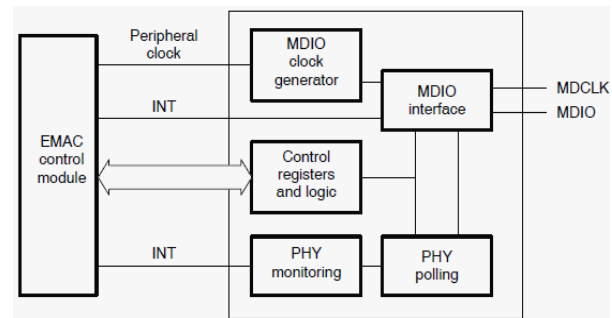 Peripheral
clock
MDIO
clock
generator
MDIO
interface
MDCLK
MDIO
INT
EMAC
control
module
Control
registers
and logic
INT
PHY
monitoring
PHY
polling